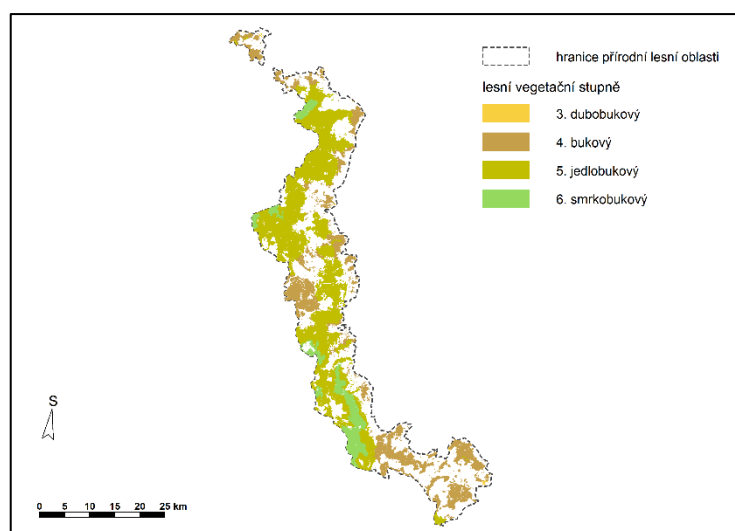 hranice přírodní lesní oblasti
lesní vegetační stupně
3. dubobukový
4. bukový
5. jedlobukový
6. smrkobukový
S
0 5 10 15 20 25 km